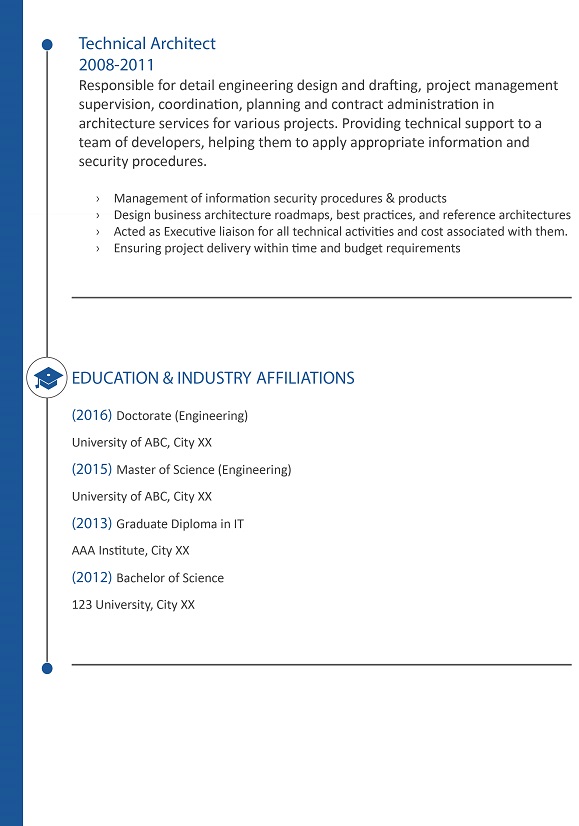 Technical Architect
2008-2011
Responsible for detail engineering design and drafting, project management
supervision, coordination, planning and contract administration in
architecture services for various projects. Providing technical support to a
team of developers, helping them to apply appropriate information and
security procedures.
› Management of information security procedures & products
› Design business architecture roadmaps, best practices, and reference architectures
› Acted as Executive liaison for all technical activities and cost associated with them.
› Ensuring project delivery within time and budget requirements
EDUCATION & INDUSTRY AFFILIATIONS
(2016) Doctorate (Engineering)
University of ABC, City XX
(2015) Master of Science (Engineering)
University of ABC, City XX
(2013) Graduate Diploma in IT
AAA Institute, City XX
(2012) Bachelor of Science
123 University, City XX